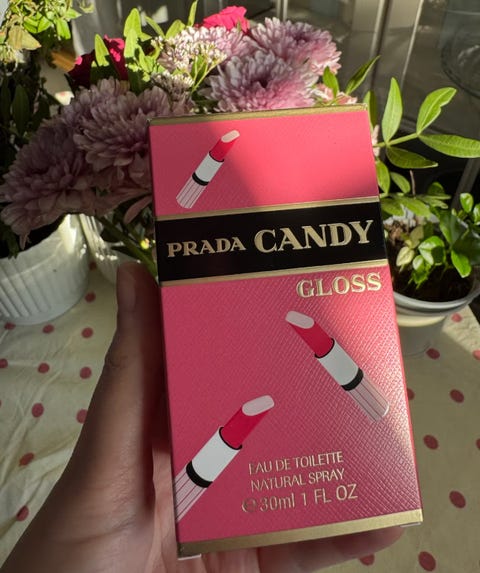 PRADA CANDY
GLOSS
EAU DE TOILETTE
NATURAL SPRAY
℮30ml 1 FL OZ